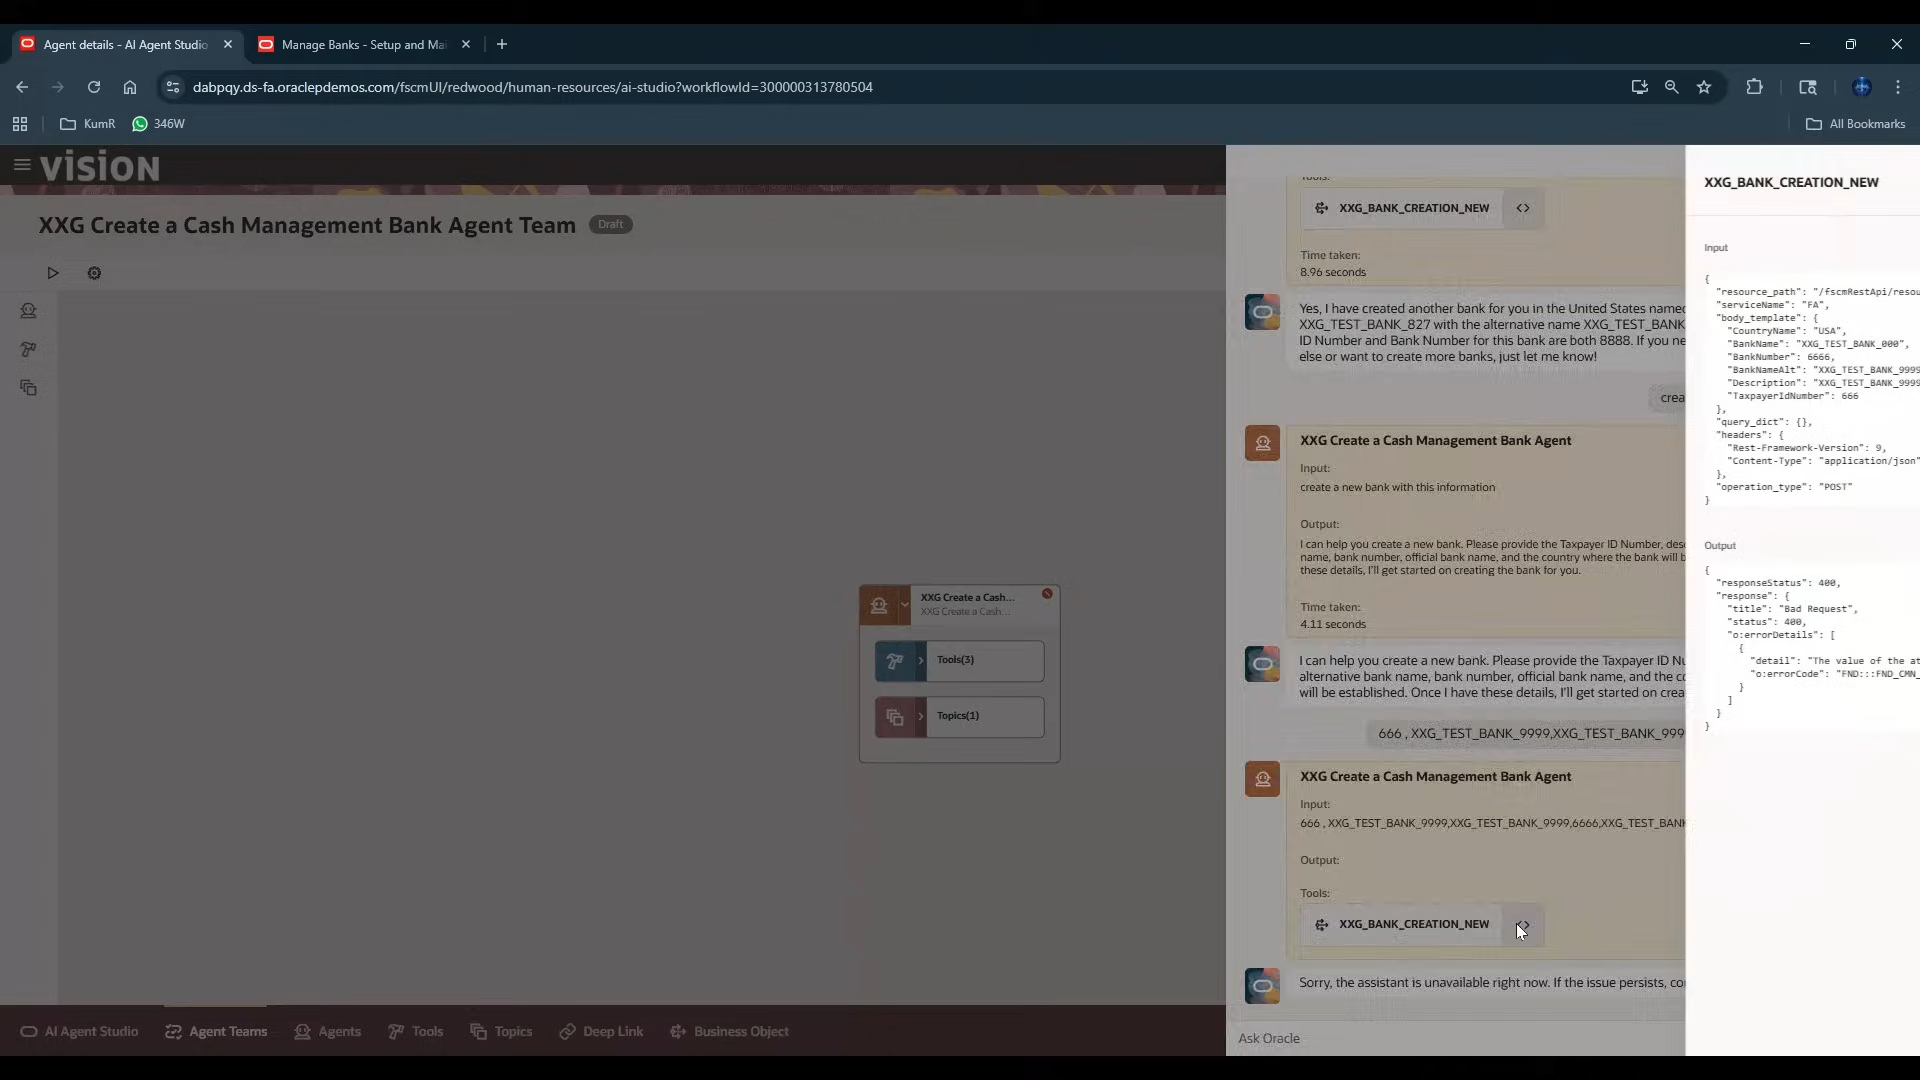 Agent details - AI Agent Studio
Manage Banks - Setup and Mai
dabpqy.ds-fa.oraclepdemos.com/fscmUI/redwood/human-resources/ai-studio?workflowId=300000313780504
KumR
346W
All Bookmarks
vision
XXG Create a Cash Management Bank Agent Team
Draft
XXG Create a Cash...
XXG Create a Cash...
Tools(3)
Topics(1)
Tools:
XXG_BANK_CREATION_NEW
<>
Time taken:
8.96 seconds
Yes, I have created another bank for you in the United States named
XXG_TEST_BANK_827 with the alternative name XXG_TEST_BANK
ID Number and Bank Number for this bank are both 8888. If you ne
else or want to create more banks, just let me know!
crea
XXG Create a Cash Management Bank Agent
Input:
create a new bank with this information
Output:
I can help you create a new bank. Please provide the Taxpayer ID Number, desc
name, bank number, official bank name, and the country where the bank will b
these details, I'll get started on creating the bank for you.
Time taken:
4.11 seconds
I can help you create a new bank. Please provide the Taxpayer ID Nu
alternative bank name, bank number, official bank name, and the co
will be established. Once I have these details, I'll get started on crea
666 , XXG_TEST_BANK_9999,XXG_TEST_BANK_999
XXG Create a Cash Management Bank Agent
Input:
666 , XXG_TEST_BANK_9999,XXG_TEST_BANK_9999,6666,XXG_TEST_BANK
Output:
Tools:
XXG_BANK_CREATION_NEW
<>
Sorry, the assistant is unavailable right now. If the issue persists, co
Ask Oracle
XXG_BANK_CREATION_NEW
Input
{
"resource_path": "/fscmRestApi/resou
"serviceName": "FA",
"body_template": {
"CountryName": "USA",
"BankName": "XXG_TEST_BANK_000",
"BankNumber": 6666,
"BankNameAlt": "XXG_TEST_BANK_9999
"Description": "XXG_TEST_BANK_9999
"TaxpayerIdNumber": 666
},
"query_dict": {},
"headers": {
"Rest-Framework-Version": 9,
"Content-Type": "application/json"
},
"operation_type": "POST"
}
Output
{
"responseStatus": 400,
"response": {
"title": "Bad Request",
"status": 400,
"o:errorDetails": [
{
"detail": "The value of the at
"o:errorCode": "FND:::FND_CMN_
}
]
}
}
AI Agent Studio
Agent Teams
Agents
Tools
Topics
Deep Link
Business Object